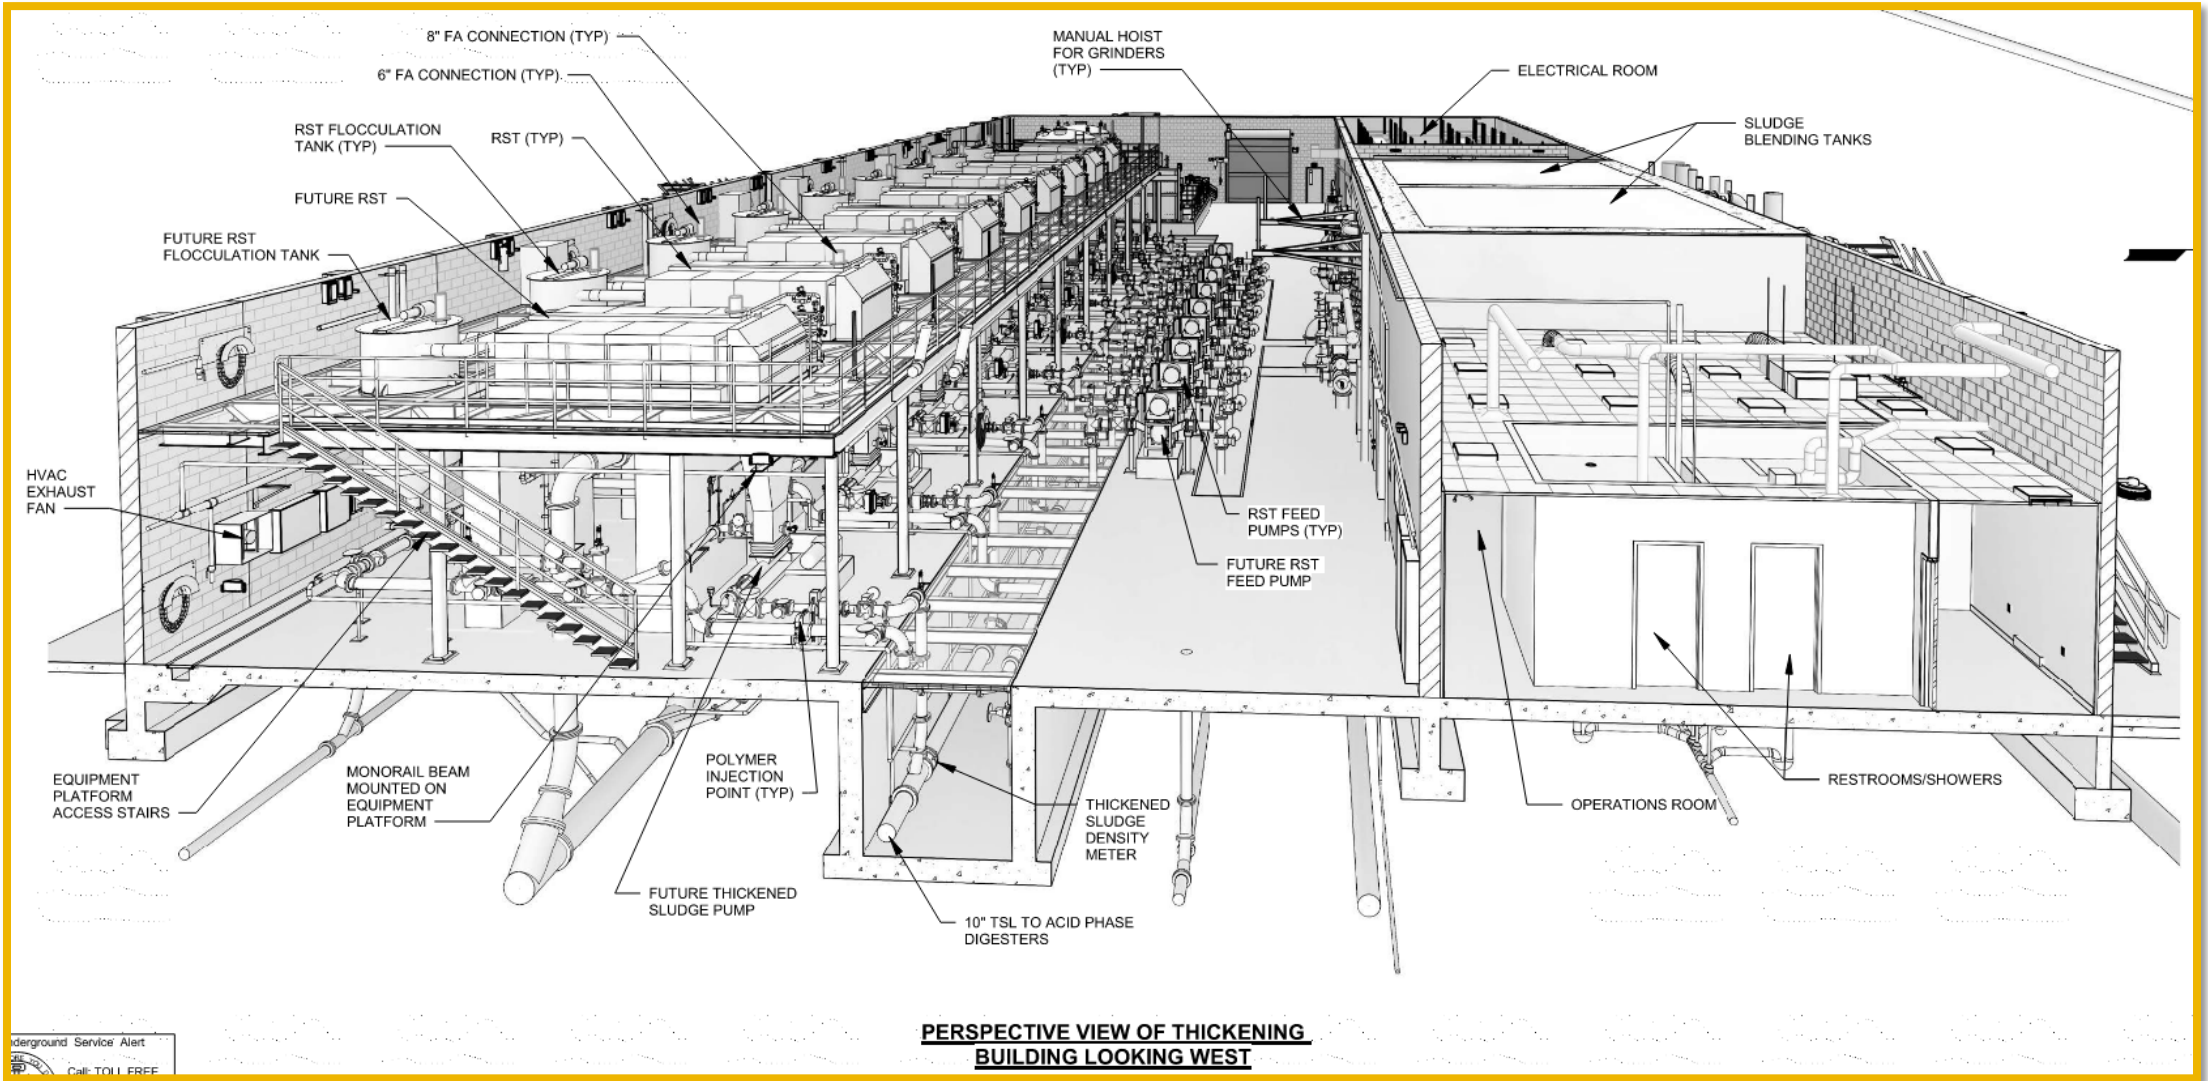 8" FA CONNECTION (TYP)
6" FA CONNECTION (TYP).
RST FLOCCULATION
TANK (TYP)
RST (TYP)
FUTURE RST
FUTURE RST
FLOCCULATION TANK
MANUAL HOIST
FOR GRINDERS
(TYP)
ELECTRICAL ROOM
SLUDGE
BLENDING TANKS
HVAC
EXHAUST
FAN
RST FEED
PUMPS (TYP)
FUTURE RST
FEED PUMP
EQUIPMENT
PLATFORM
ACCESS STAIRS
MONORAIL BEAM
MOUNTED ON
EQUIPMENT
PLATFORM
POLYMER
INJECTION
POINT (TYP)
FUTURE THICKENED
SLUDGE PUMP
THICKENED
SLUDGE
DENSITY
METER
10" TSL TO ACID PHASE
DIGESTERS
OPERATIONS ROOM
RESTROOMS/SHOWERS
PERSPECTIVE VIEW OF THICKENING
BUILDING LOOKING WEST
nderground Service Alert
Call: TOLL FREE